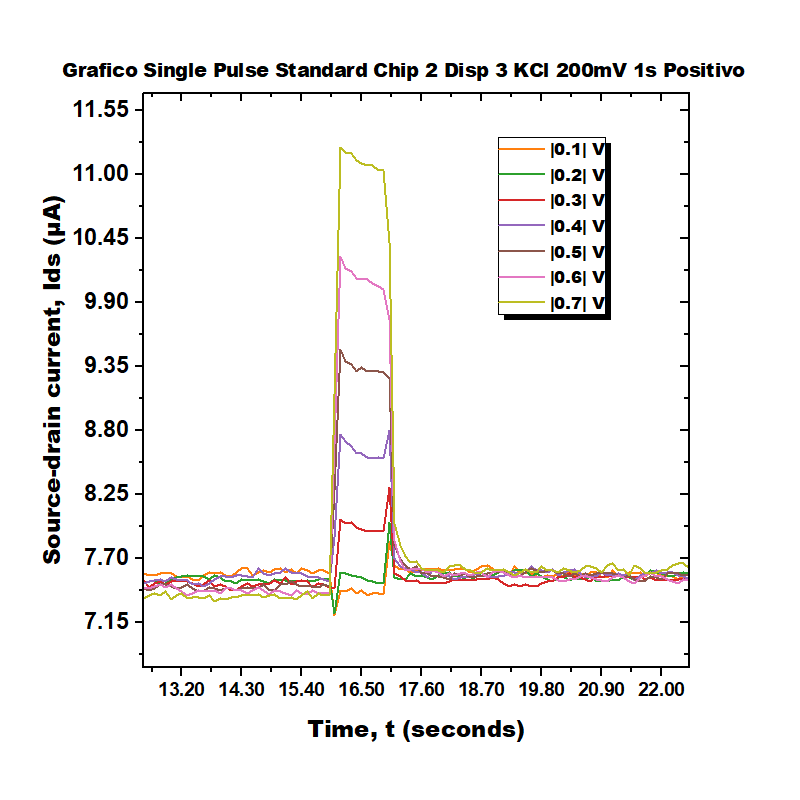 Grafico Single Pulse Standard Chip 2 Disp 3 KCl 200mV 1s Positivo
11.55
11.00
10.45
9.90
9.35
8.80
8.25
7.70
7.15
Source-drain current, Ids (μA)
|0.1| V
|0.2| V
|0.3| V
|0.4| V
|0.5| V
|0.6| V
|0.7| V
13.20 14.30 15.40 16.50 17.60 18.70 19.80 20.90 22.00
Time, t (seconds)